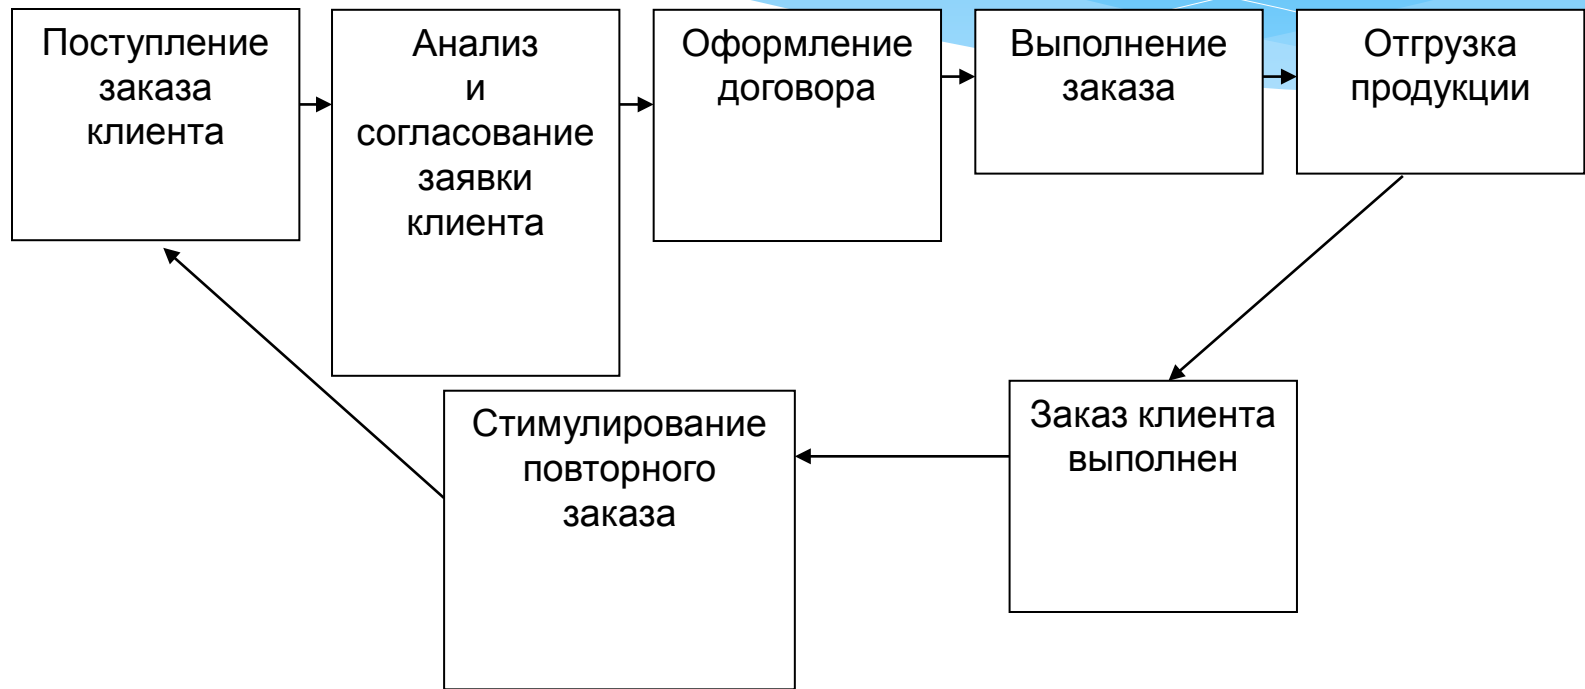 Поступление
заказа
клиента
Анализ
и
согласование
заявки
клиента
Оформление
договора
Выполнение
заказа
Отгрузка
продукции
Заказ клиента
выполнен
Стимулирование
повторного
заказа